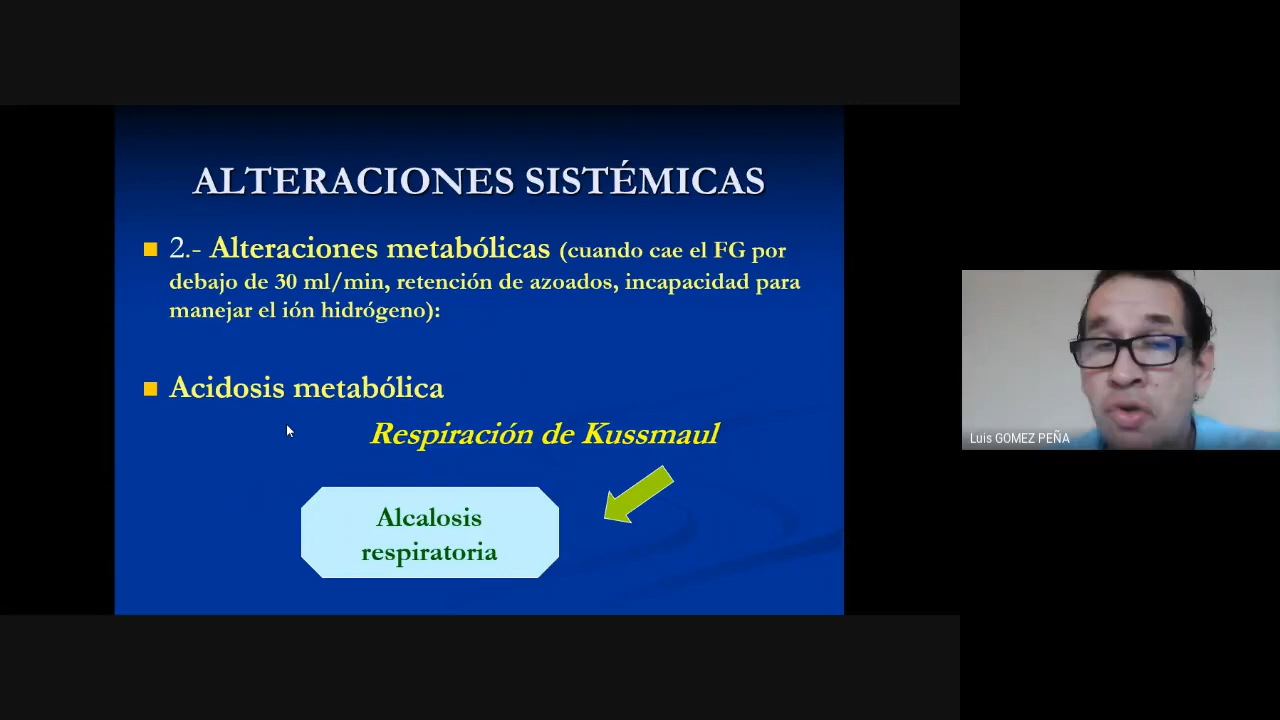 ALTERACIONES SISTÉMICAS
2.- Alteraciones metabólicas (cuando cae el FG por
debajo de 30 ml/min, retención de azoados, incapacidad para
manejar el ión hidrógeno):
Acidosis metabólica
Respiración de Kussmaul
Alcalosis
respiratoria
Luis GOMEZ PEÑA